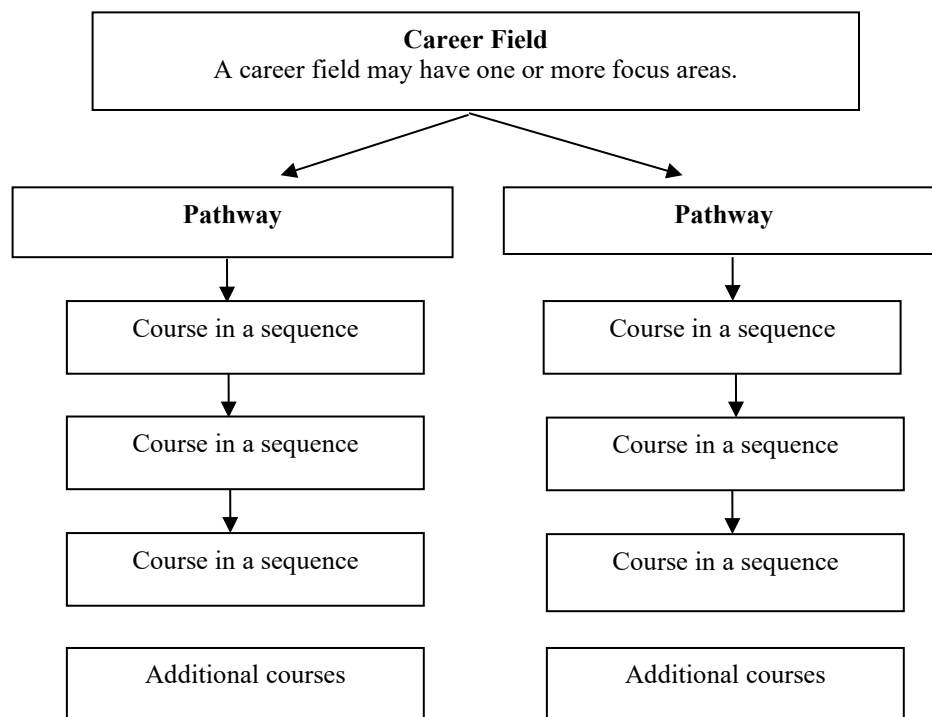 Career Field
A career field may have one or more focus areas.
Pathway
Pathway
Course in a sequence
Course in a sequence
Course in a sequence
Course in a sequence
Course in a sequence
Course in a sequence
Additional courses
Additional courses